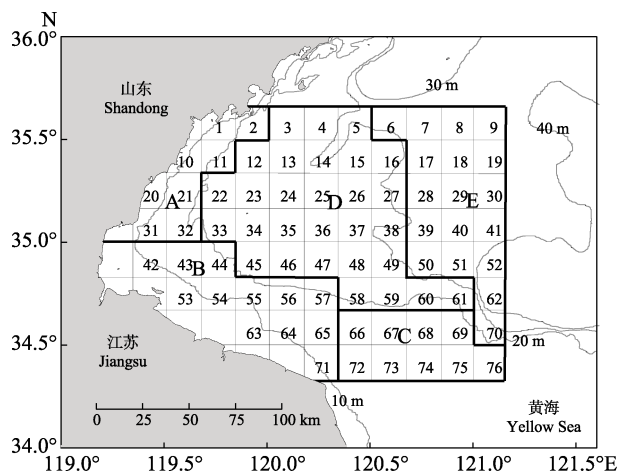 N
36.0°
30 m
山东
Shandong
40 m
1 2 3 4 5 6 7 8 9
35.5°
10 11 12 13 14 15 16 17 18 19
20 21 22 23 24 25 26 27 28 29 30
A D E
31 32 33 34 35 36 37 38 39 40 41
35.0°
42 43 44 45 46 47 48 49 50 51 52
B
53 54 55 56 57 58 59 60 61 62
江苏
Jiangsu
63 64 65 66 67 68 69 70
C
20 m
34.5°
71 72 73 74 75 76
10 m
0 25 50 75 100 km
黄海
Yellow Sea
34.0°
119.0° 119.5° 120.0° 120.5° 121.0° 121.5°E